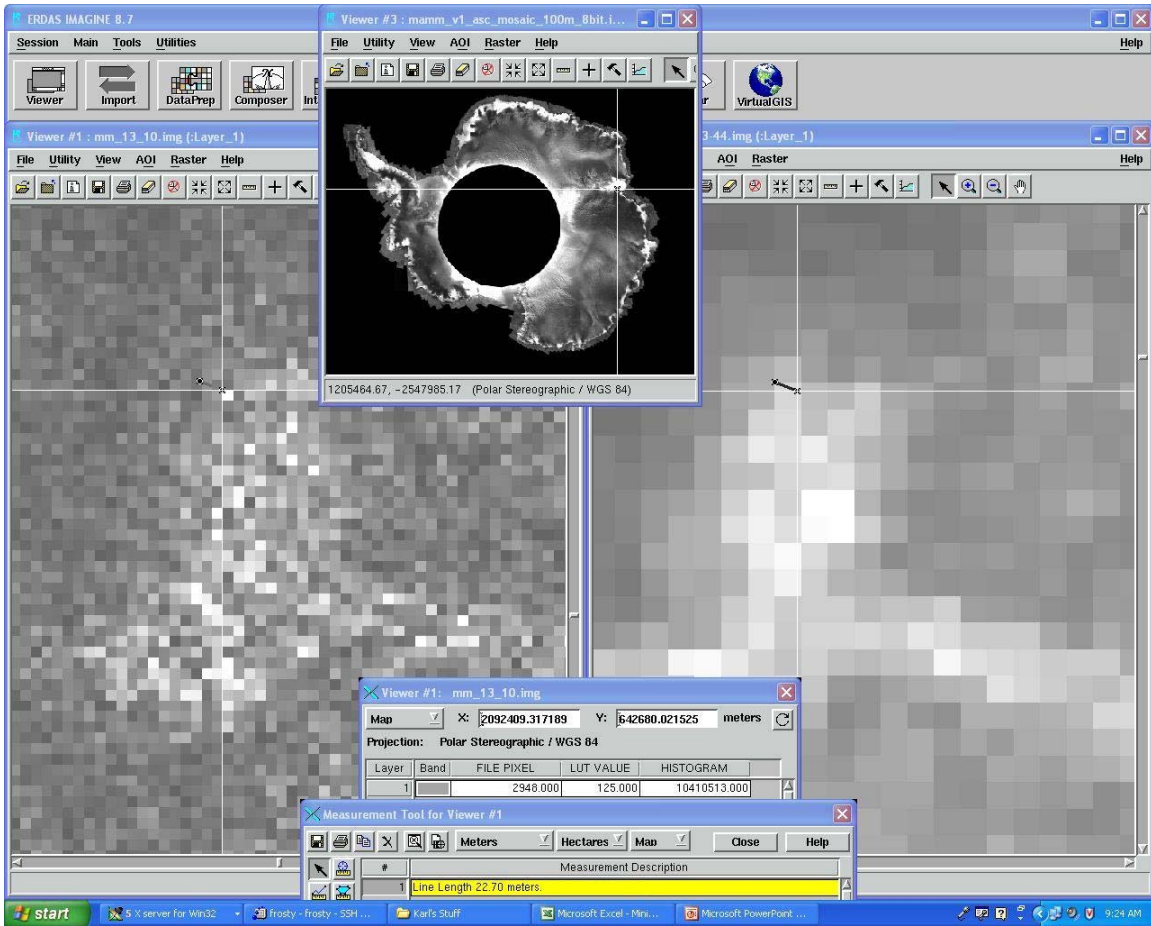 ERDAS IMAGINE 8.7
Session Main Tools Utilities
Help
Viewer
Import
DataPrep
Composer
VirtualGIS
Viewer #3 : mamm_v1_asc_mosaic_100m_8bit.i...
File Utility View AOI Raster Help
1205464.67, -2547985.17 (Polar Stereographic / WGS 84)
Viewer #1 : mm_13_10.img (:Layer_1)
File Utility View AOI Raster Help
3-44.img (:Layer_1)
AOI Raster
Help
Viewer #1: mm_13_10.img
Map X: 2092409.317189 Y: 642680.021525 meters
Projection: Polar Stereographic / WGS 84
Layer Band FILE PIXEL LUT VALUE HISTOGRAM
1 2948.000 125.000 10410513.000
Measurement Tool for Viewer #1
Meters Hectares Map Close Help
# Measurement Description
1 Line Length 22.70 meters.
start
5 X server for Win32
frosty - frosty - SSH ...
Karl's Stuff
Microsoft Excel - Mini...
Microsoft PowerPoint ...
9:24 AM